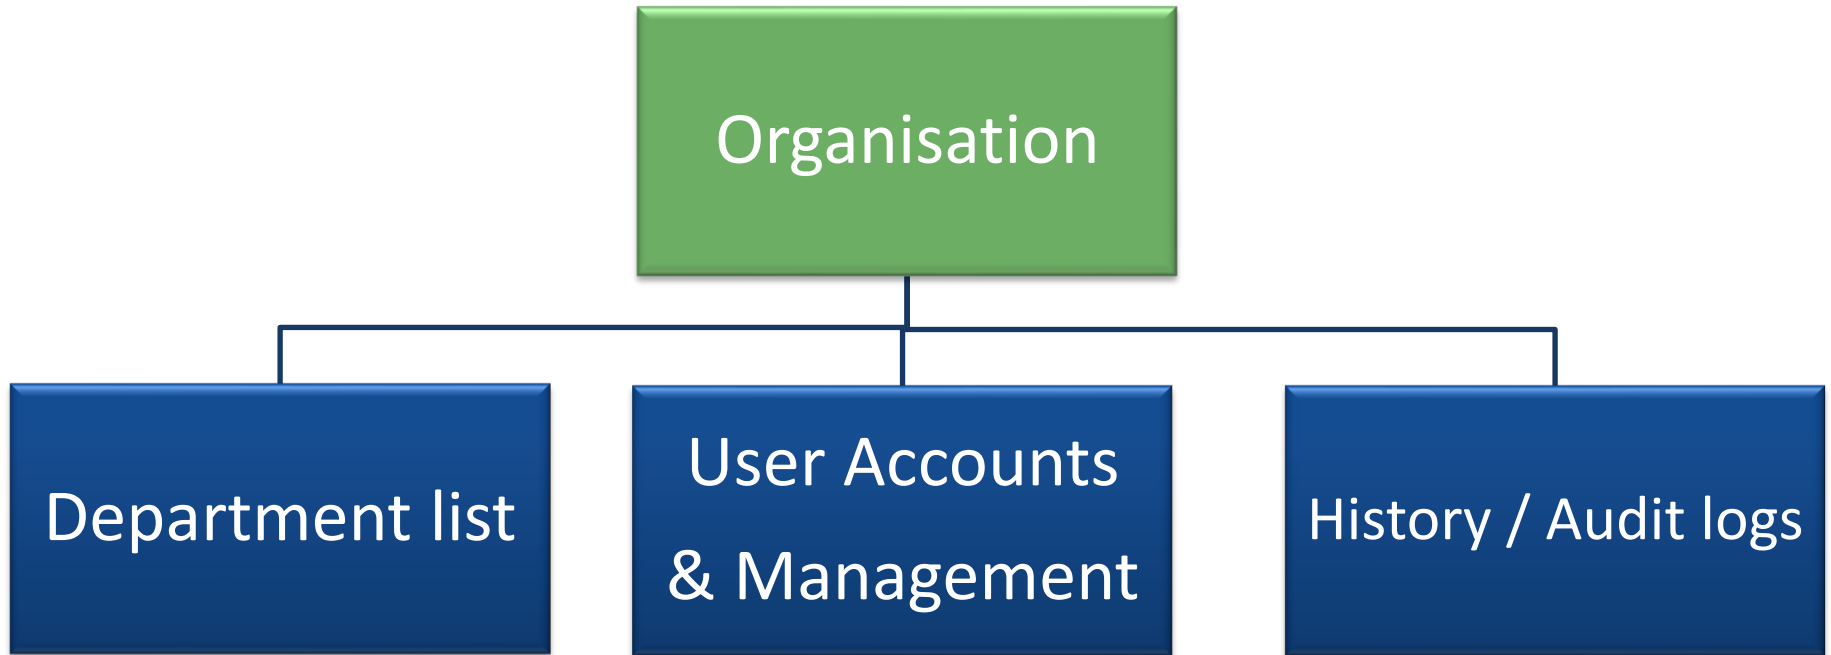 Organisation
Department list
User Accounts
& Management
History / Audit logs